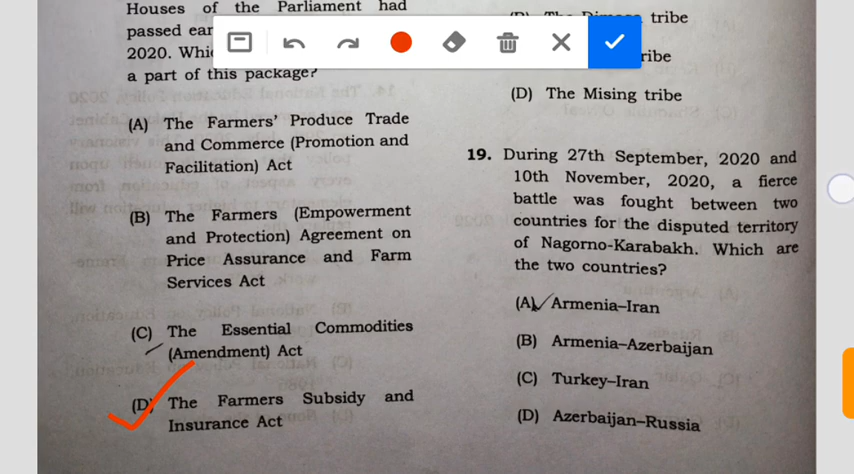 Houses of the Parliament had
passed ear
2020. Whi
a part of this package?
(A) The Farmers' Produce Trade
and Commerce (Promotion and
Facilitation) Act
(B) The Farmers (Empowerment
and Protection) Agreement on
Price Assurance and Farm
Services Act
(C) The Essential Commodities
(Amendment) Act
(D) The Farmers Subsidy and
Insurance Act
tribe
ribe
(D) The Mising tribe
19. During 27th September, 2020 and
10th November, 2020, a fierce
battle was fought between two
countries for the disputed territory
of Nagorno-Karabakh. Which are
the two countries?
(A) Armenia–Iran
(B) Armenia–Azerbaijan
(C) Turkey–Iran
(D) Azerbaijan–Russia